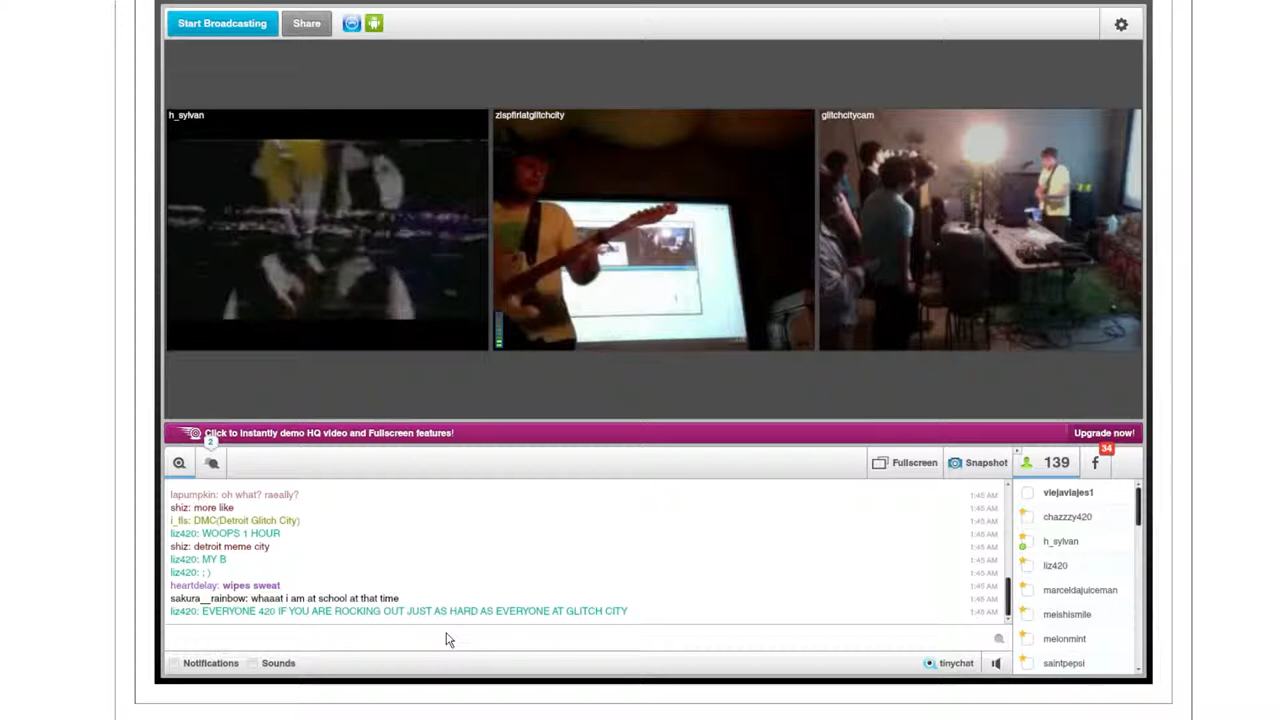 Start Broadcasting Share
h_sylvan
zispfiriatglitchcity
glitchcitycam
Click to instantly demo HQ video and Fullscreen features!
Upgrade now!
2
Fullscreen Snapshot 139 34
lapumpkin: oh what? raeally? 1:45 AM
shiz: more like 1:45 AM
i_fls: DMC(Detroit Glitch City) 1:45 AM
liz420: WOOPS 1 HOUR 1:45 AM
shiz: detroit meme city 1:45 AM
liz420: MY B 1:45 AM
liz420: ; ) 1:45 AM
heartdelay: wipes sweat 1:45 AM
sakura__rainbow: whaaat i am at school at that time 1:45 AM
liz420: EVERYONE 420 IF YOU ARE ROCKING OUT JUST AS HARD AS EVERYONE AT GLITCH CITY 1:45 AM
viejaviajes1
chazzzy420
h_sylvan
liz420
marceldajuiceman
meishismile
melonmint
saintpepsi
Notifications Sounds
tinychat